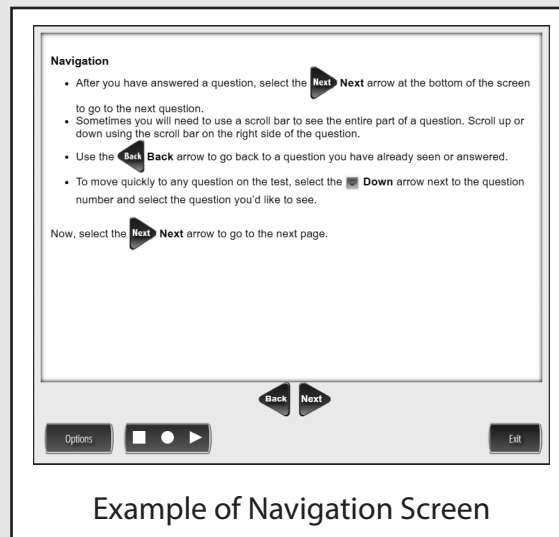 Navigation
• After you have answered a question, select the Next Next arrow at the bottom of the screen
to go to the next question.
• Sometimes you will need to use a scroll bar to see the entire part of a question. Scroll up or
down using the scroll bar on the right side of the question.
• Use the Back Back arrow to go back to a question you have already seen or answered.
• To move quickly to any question on the test, select the Down arrow next to the question
number and select the question you'd like to see.
Now, select the Next Next arrow to go to the next page.
Back Next
Options Exit
Example of Navigation Screen